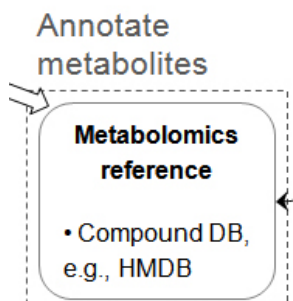 Annotate
metabolites
Metabolomics
reference
• Compound DB,
e.g., HMDB